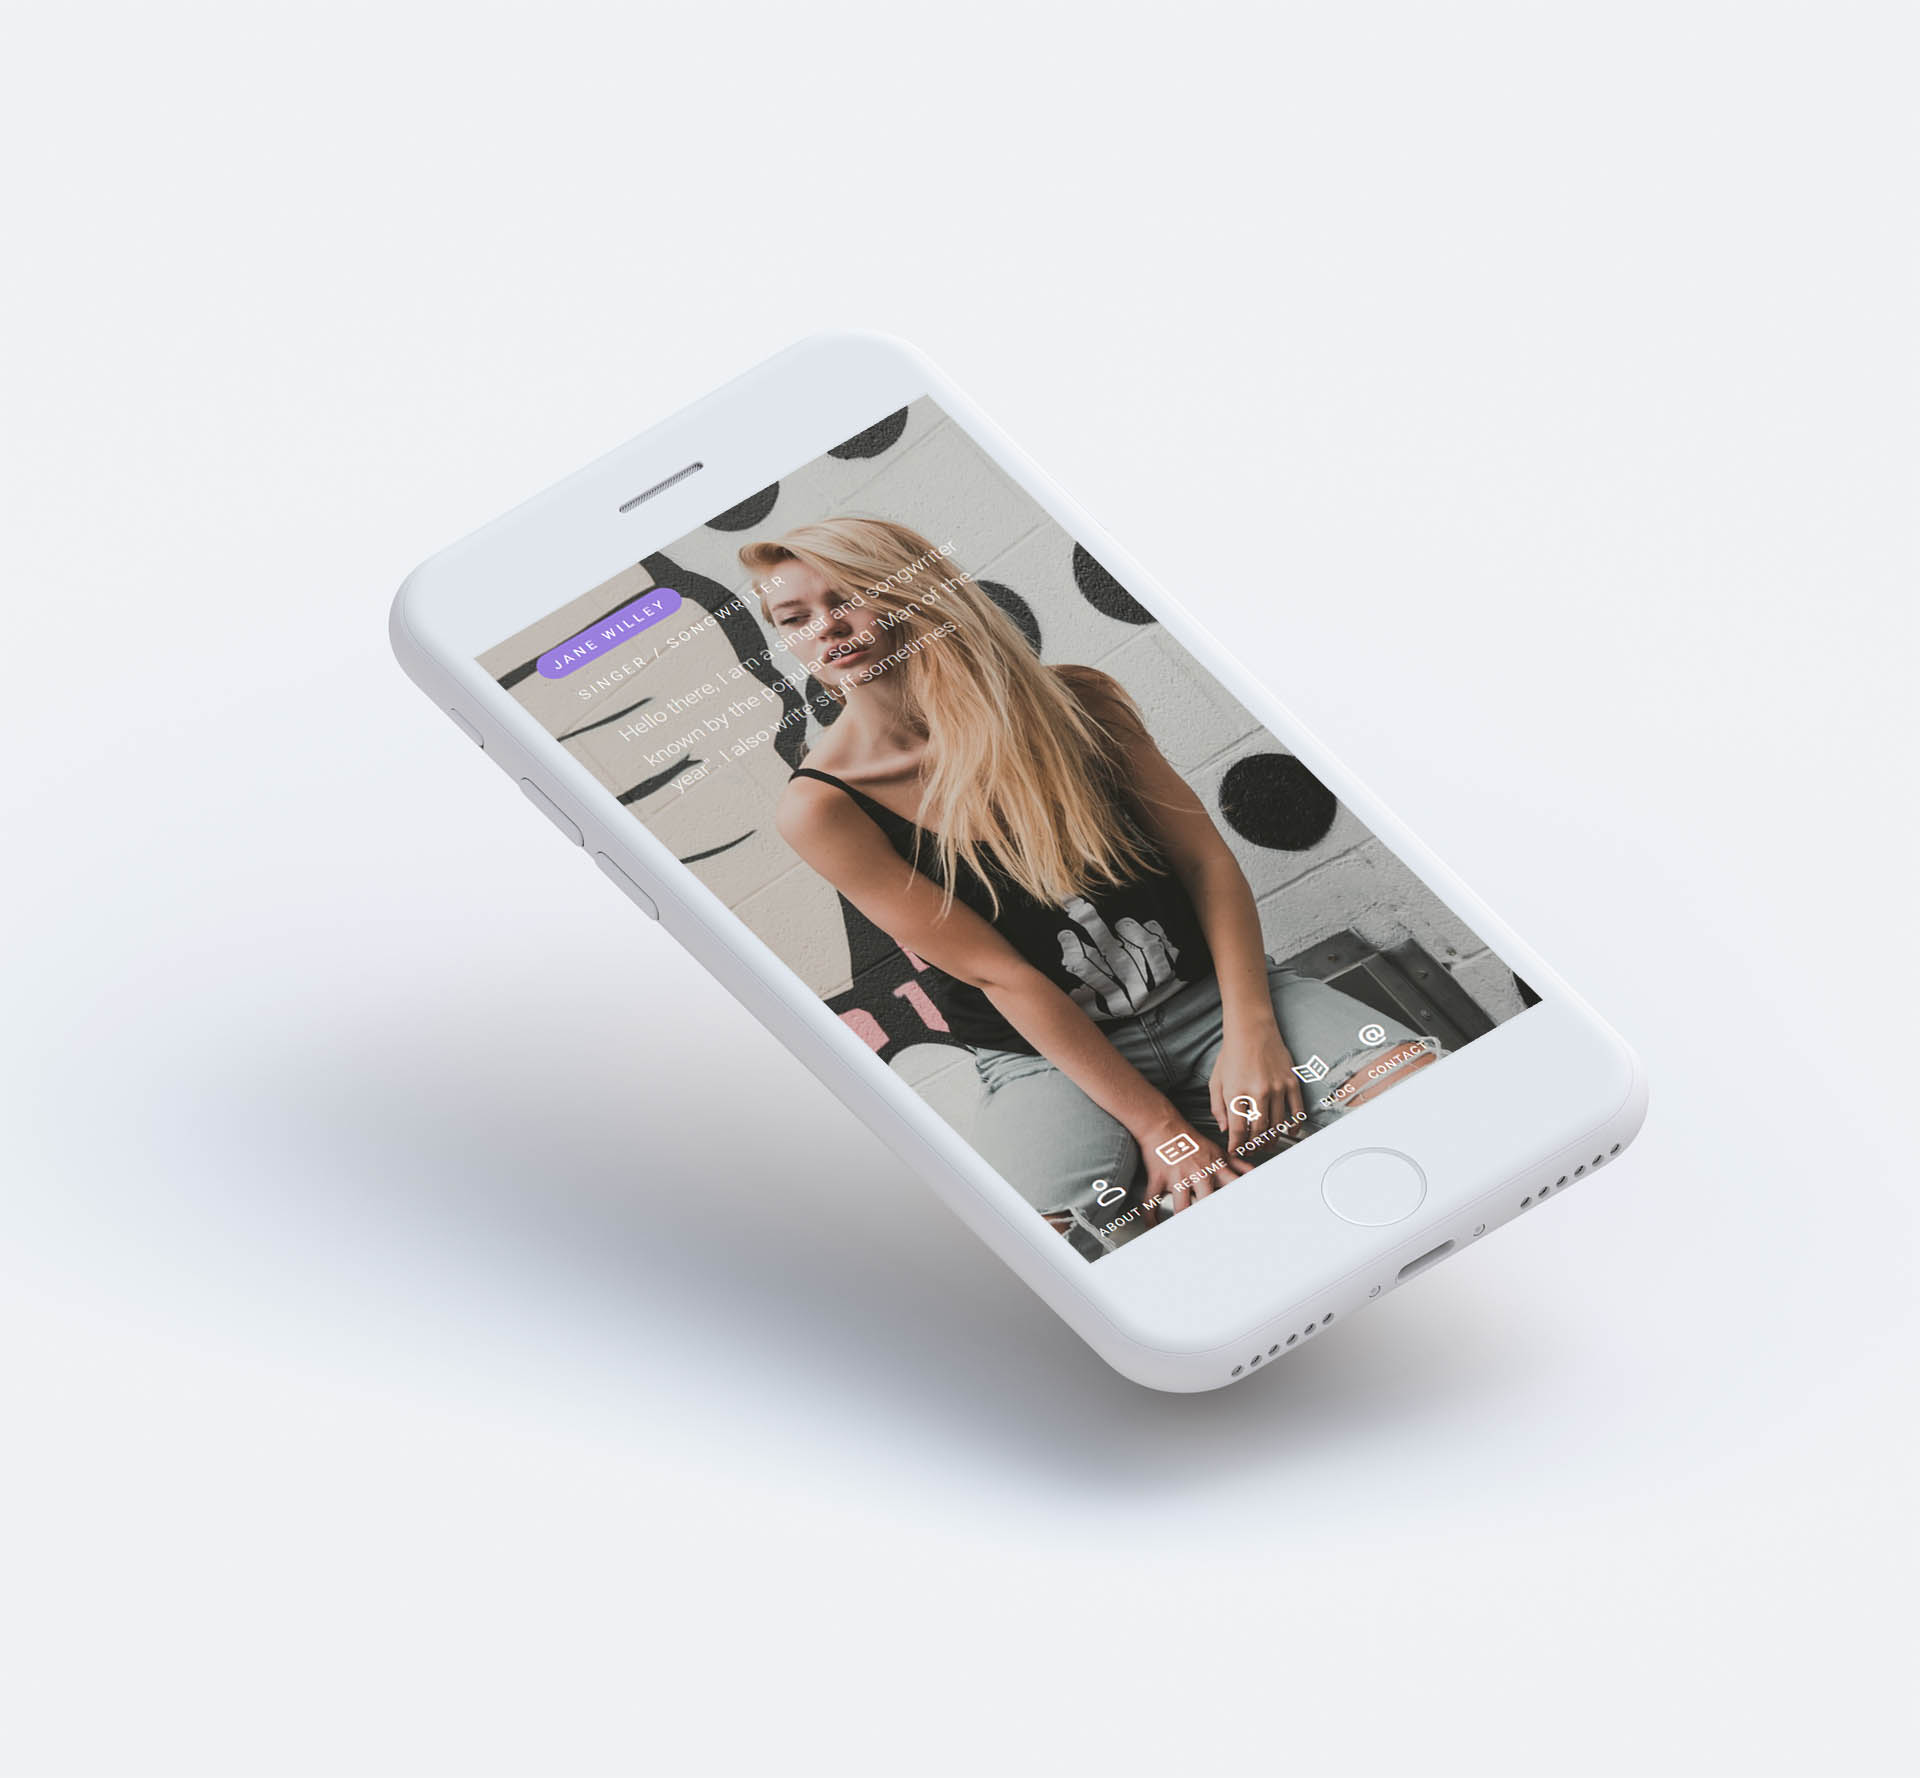 JANE WILLEY
SINGER / SONGWRITER
Hello there, I am a singer and songwriter
known by the popular song "Man of the
year". I also write stuff sometimes.
ABOUT ME
RESUME
PORTFOLIO
BLOG
CONTACT